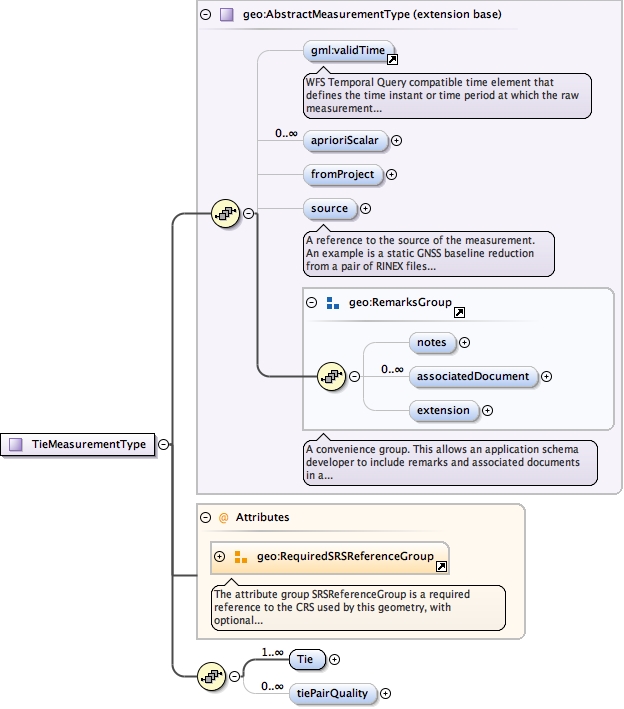 geo:AbstractMeasurementType (extension base)
gml:validTime
WFS Temporal Query compatible time element that
defines the time instant or time period at which the raw
measurement...
0..∞
aprioriScalar
fromProject
source
A reference to the source of the measurement.
An example is a static GNSS baseline reduction
from a pair of RINEX files...
geo:RemarksGroup
notes
0..∞
associatedDocument
extension
A convenience group. This allows an application schema
developer to include remarks and associated documents
in a...
TieMeasurementType
@ Attributes
geo:RequiredSRSReferenceGroup
The attribute group SRSReferenceGroup is a required
reference to the CRS used by this geometry, with
optional...
1..∞
Tie
0..∞
tiePairQuality